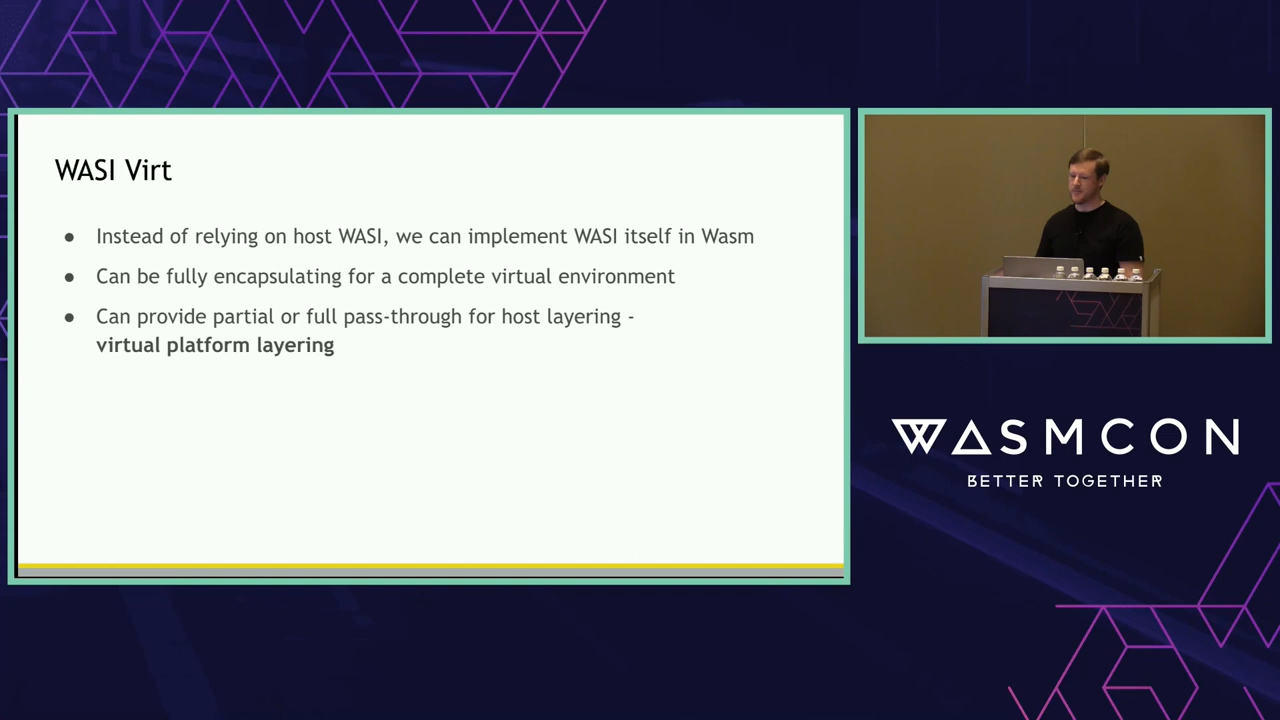 WASI Virt
● Instead of relying on host WASI, we can implement WASI itself in Wasm
● Can be fully encapsulating for a complete virtual environment
● Can provide partial or full pass-through for host layering -
virtual platform layering
WASMCON
BETTER TOGETHER